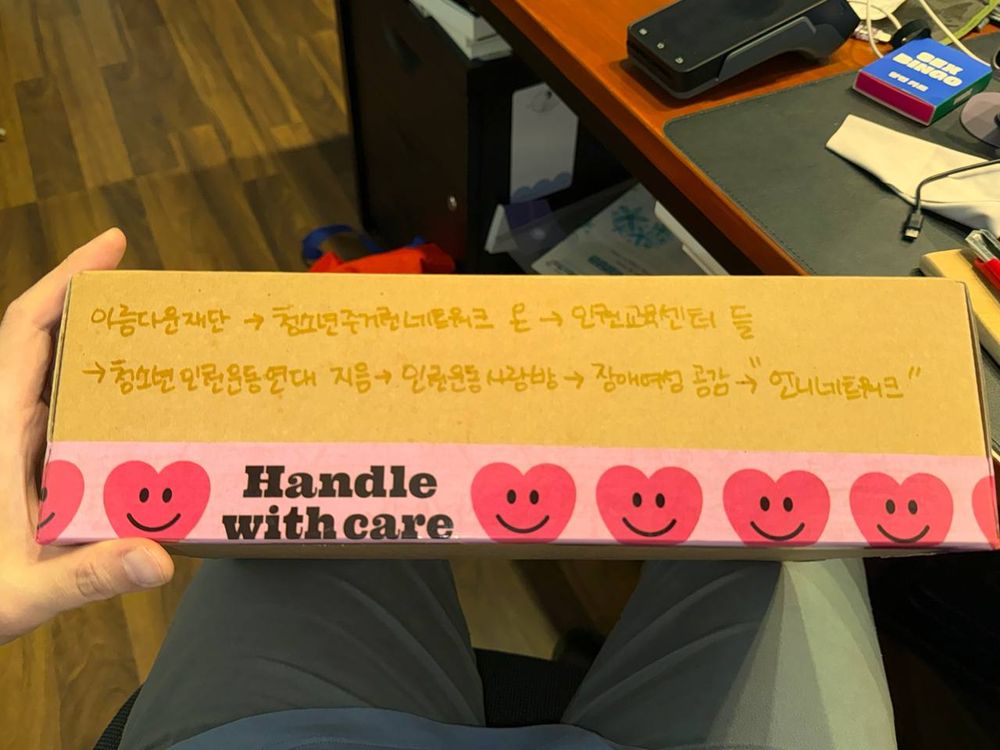 SEX
BINGO
아름다운재단 → 청소년주거권네트워크 온 → 인권교육센터 들
→ 청소년인권운동연대 지음 → 인권운동사랑방 → 장애여성 공감 → "언니네트워크"
Handle
with care